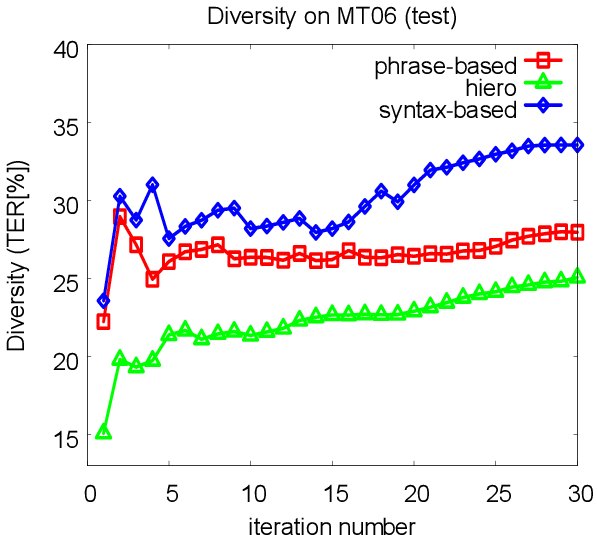 Diversity on MT06 (test)
phrase-based
hiero
syntax-based
Diversity (TER[%])
40
35
30
25
20
15
0 5 10 15 20 25 30
iteration number